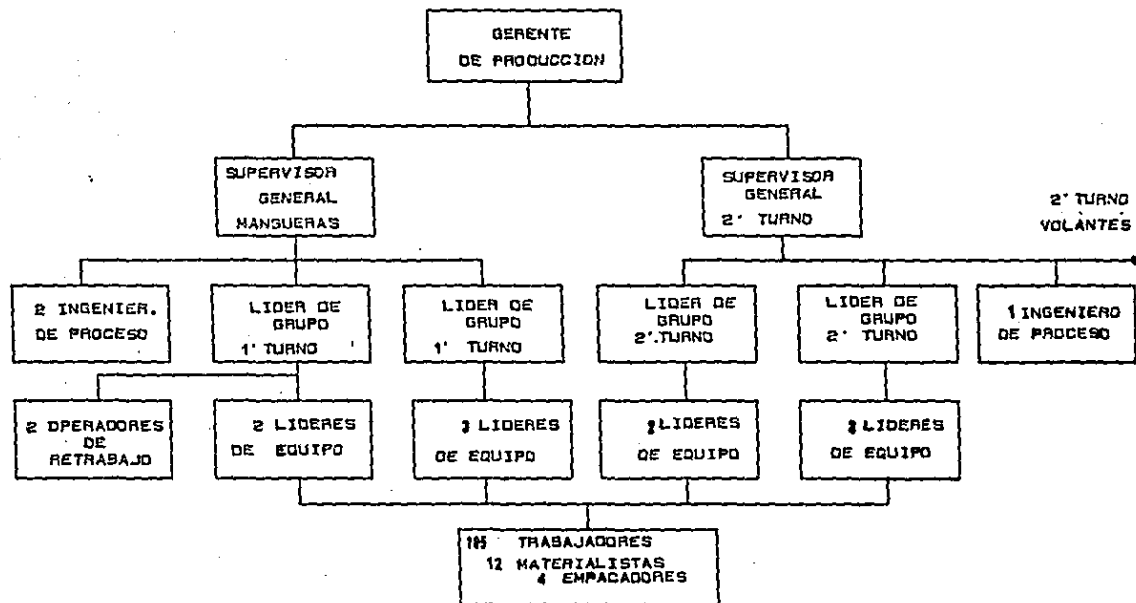 GERENTE
DE PRODUCCION
SUPERVISOR
GENERAL
MANGUERAS
SUPERVISOR
GENERAL
2° TURNO
2° TURNO
VOLANTES
2 INGENIER.
DE PROCESO
LIDER DE
GRUPO
1° TURNO
LIDER DE
GRUPO
1° TURNO
LIDER DE
GRUPO
2°.TURNO
LIDER DE
GRUPO
2° TURNO
1 INGENIERO
DE PROCESO
2 OPERADORES
DE
RETRABAJO
2 LIDERES
DE EQUIPO
3 LIDERES
DE EQUIPO
LIDERES
DE EQUIPO
LIDERES
DE EQUIPO
TRABAJADORES
12 MATERIALISTAS
4 EMPACADORES